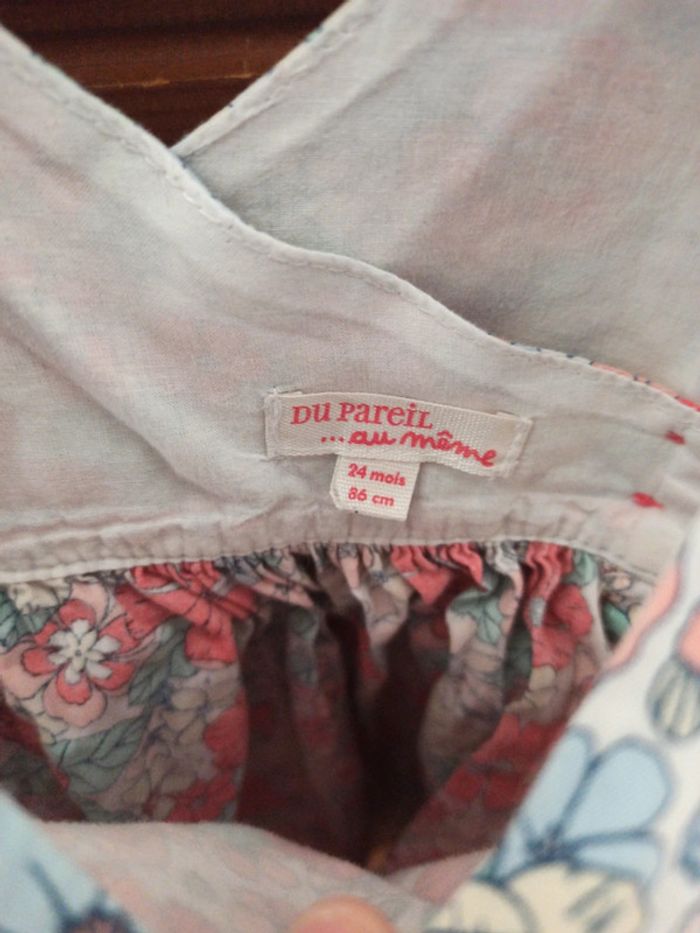 Du Pareil
...au même
24 mois
86 cm